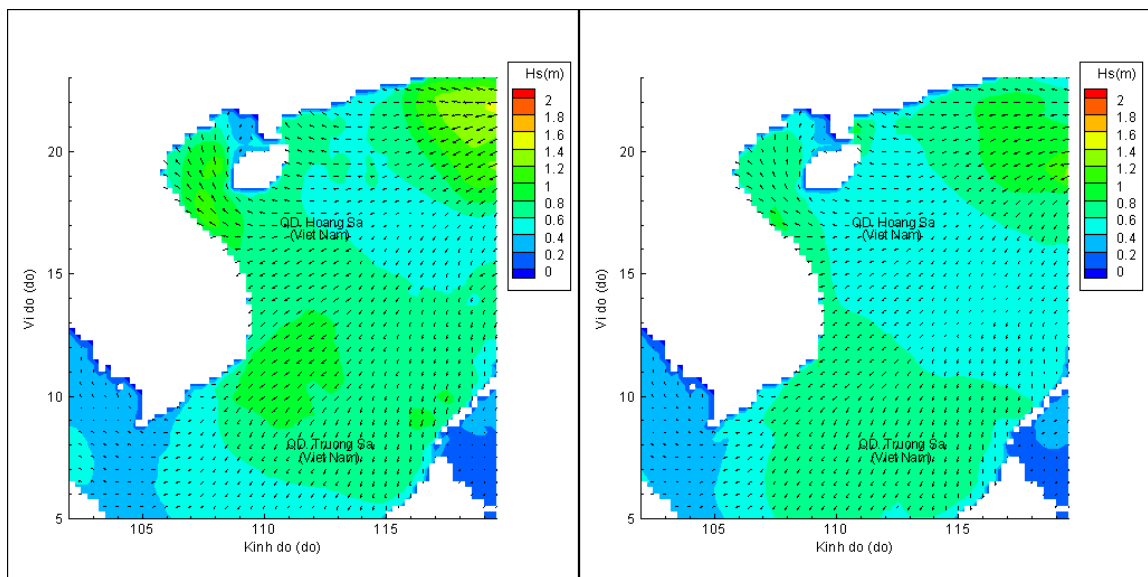 Hs(m)
2
1.8
1.6
1.4
1.2
1
0.8
0.6
0.4
0.2
0
20
15
10
5
Vi do (do)
QD. Hoang Sa
(Viet Nam)
QD. Truong Sa
(Viet Nam)
105
110
115
Kinh do (do)
Hs(m)
2
1.8
1.6
1.4
1.2
1
0.8
0.6
0.4
0.2
0
20
15
10
5
Vi do (do)
QD. Hoang Sa
(Viet Nam)
QD. Truong Sa
(Viet Nam)
105
110
115
Kinh do (do)